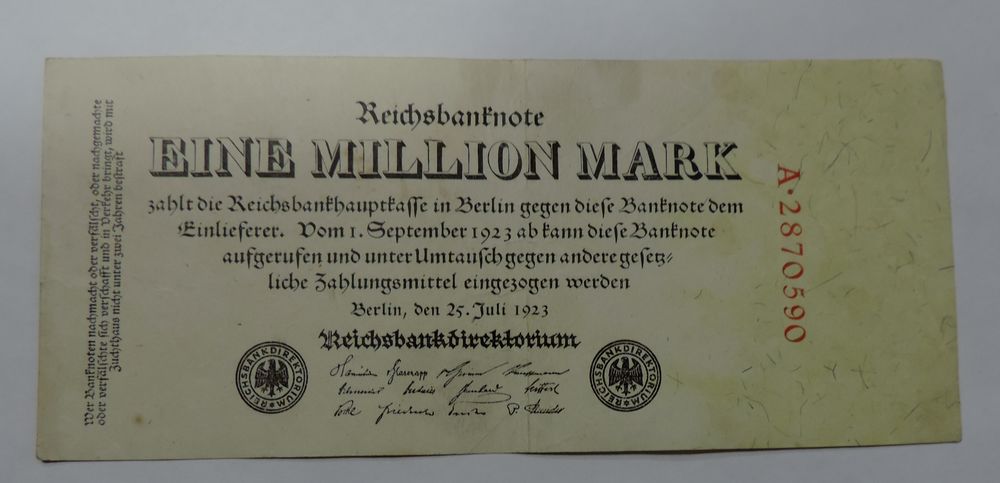 Reichsbanknote
EINE MILLION MARK
zahlt die Reichsbankhauptkasse in Berlin gegen diese Banknote dem
Einlieferer. Vom 1. September 1923 ab kann diese Banknote
aufgerufen und unter Umtausch gegen andere gesetz-
liche Zahlungsmittel eingezogen werden
Berlin, den 25. Juli 1923
Reichsbankdirektorium
REICHSBANKDIREKTORIUM
REICHSBANKDIREKTORIUM
A·2870590
Wer Banknoten nachmacht oder verfälscht, oder nachgemachte
oder verfälschte sich verschafft und in Verkehr bringt, wird mit
Zuchthaus nicht unter zwei Jahren bestraft